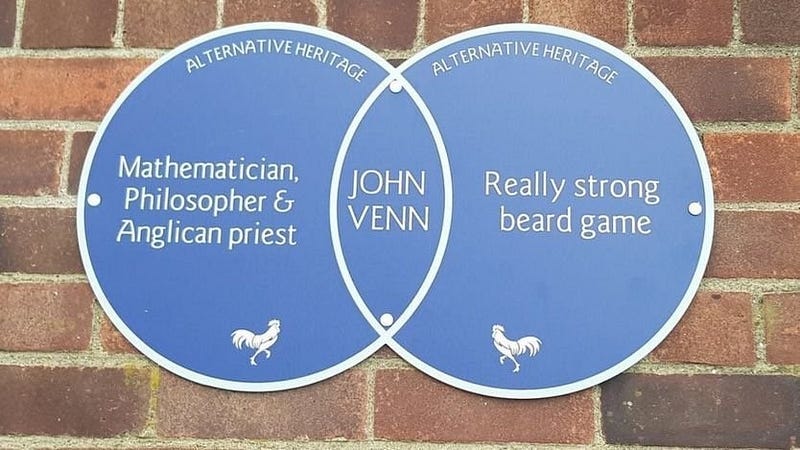 ALTERNATIVE HERITAGE
Mathematician,
Philosopher &
Anglican priest
JOHN
VENN
ALTERNATIVE HERITAGE
Really strong
beard game